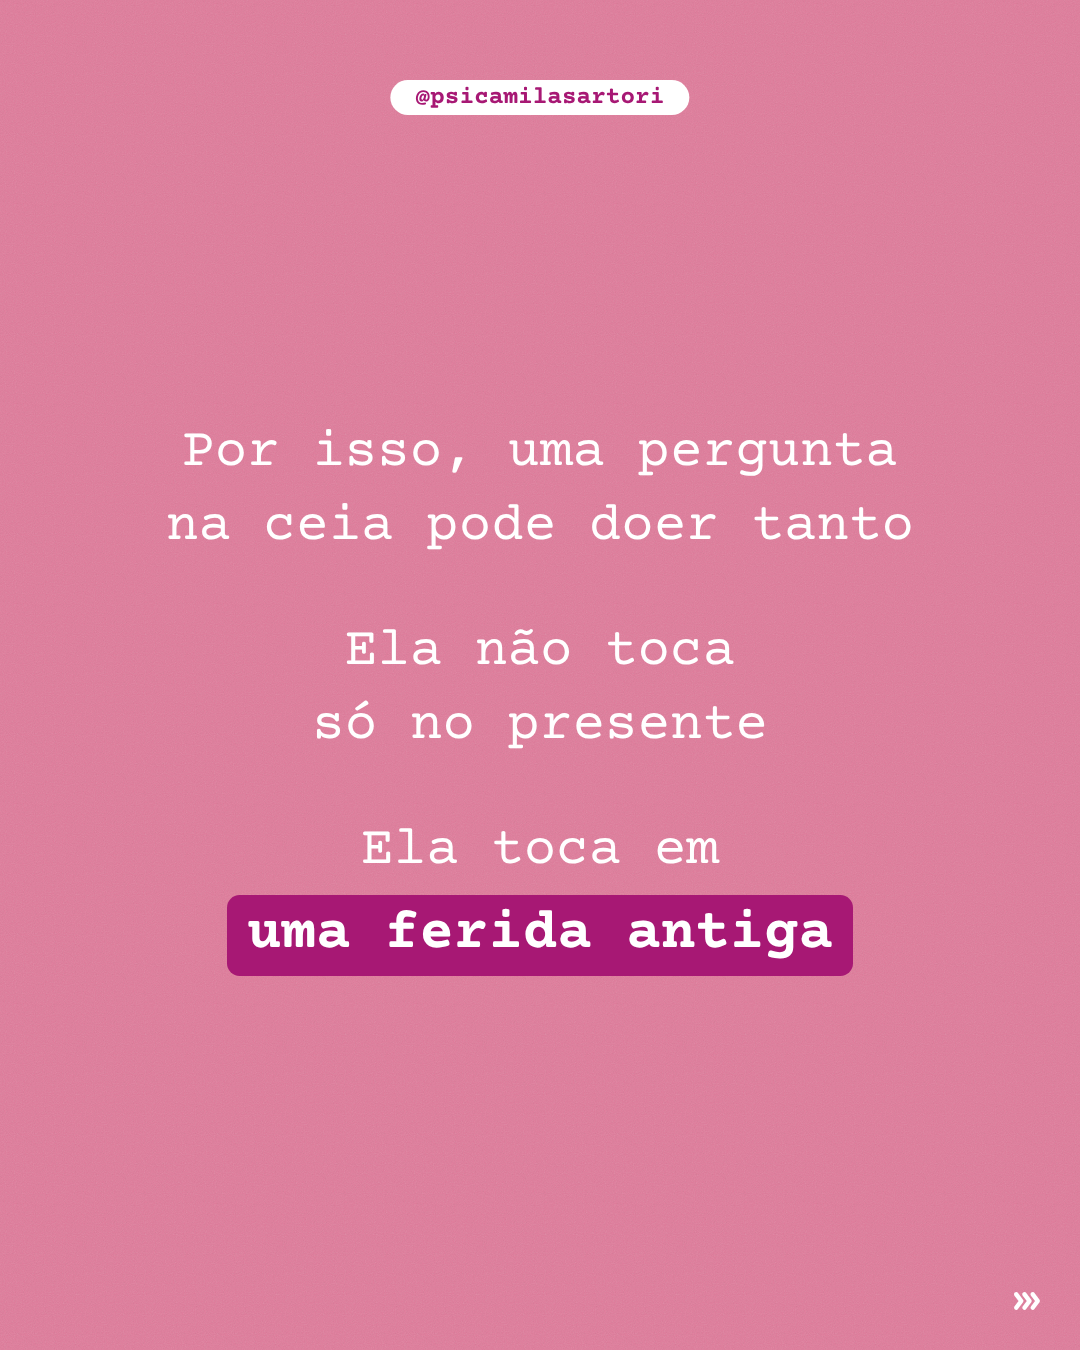 @psicamilasartori
Por isso, uma pergunta
na ceia pode doer tanto
Ela não toca
só no presente
Ela toca em
uma ferida antiga